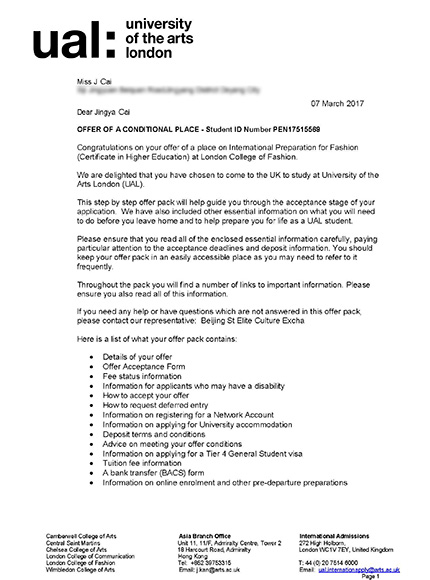 ual: university
of the arts
london
Miss J Cai
07 March 2017
Dear Jingya Cai
OFFER OF A CONDITIONAL PLACE - Student ID Number PEN17515569
Congratulations on your offer of a place on International Preparation for Fashion
(Certificate in Higher Education) at London College of Fashion.
We are delighted that you have chosen to come to the UK to study at University of the
Arts London (UAL).
This step by step offer pack will help guide you through the acceptance stage of your
application. We have also included other essential information on what you will need
to do before you leave home and to help prepare you for life as a UAL student.
Please ensure that you read all of the enclosed essential information carefully, paying
particular attention to the acceptance deadlines and deposit information. You should
keep your offer pack in an easily accessible place as you may need to refer to it
frequently.
Throughout the pack you will find a number of links to important information. Please
ensure you also read all of this information.
If you need any help or have questions which are not answered in this offer pack,
please contact our representative: Beijing St Elite Culture Excha
Here is a list of what your offer pack contains:
• Details of your offer
• Offer Acceptance Form
• Fee status information
• Information for applicants who may have a disability
• How to accept your offer
• How to request deferred entry
• Information on registering for a Network Account
• Information on applying for University accommodation
• Deposit terms and conditions
• Advice on meeting your offer conditions
• Information on applying for a Tier 4 General Student visa
• Tuition fee information
• A bank transfer (BACS) form
• Information on online enrolment and other pre-departure preparations
Camberwell College of Arts
Central Saint Martins
Chelsea College of Arts
London College of Communication
London College of Fashion
Wimbledon College of Arts
Asia Branch Office
Unit 11, 11/F, Admiralty Centre, Tower 2
18 Harcourt Road, Admiralty
Hong Kong
Tel: +852 39753315
Email: j.kan@arts.ac.uk
International Admissions
272 High Holborn,
London WC1V 7EY, United Kingdom
T: 44 (0) 20 7514 6000
Email: ual.internationapply@arts.ac.uk
Page 1